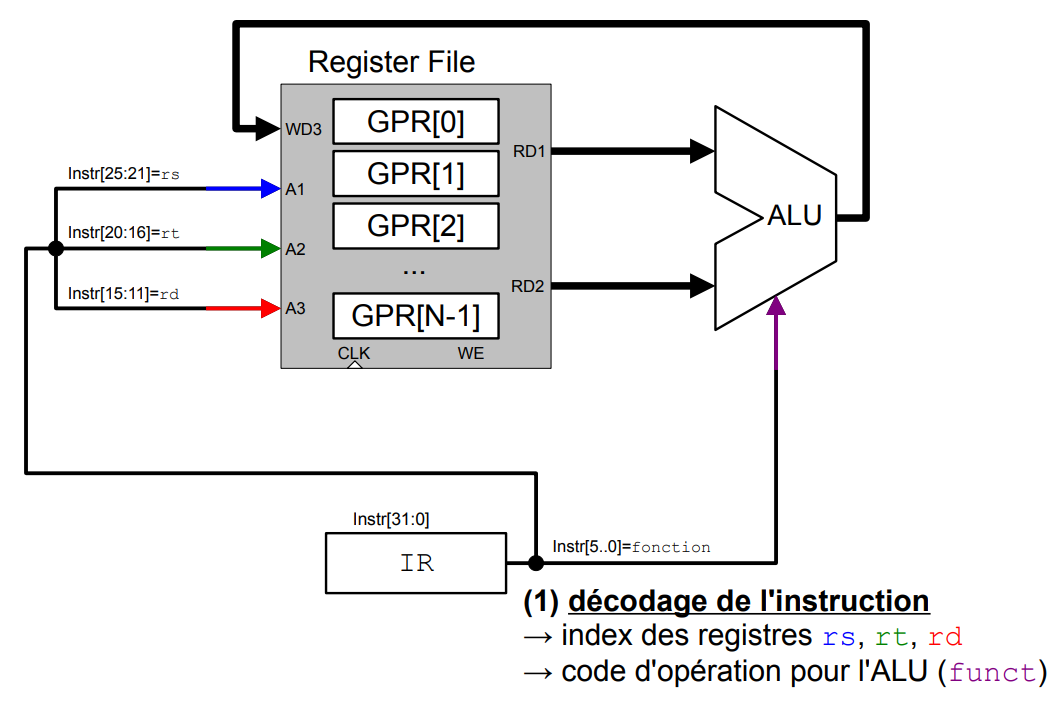 Register File
WD3
GPR[0]
RD1
Instr[25:21]=rs
A1
GPR[1]
ALU
Instr[20:16]=rt
A2
GPR[2]
...
RD2
Instr[15:11]=rd
A3
GPR[N-1]
CLK
WE
Instr[31:0]
IR
Instr[5..0]=fonction
(1) décodage de l'instruction
→ index des registres rs, rt, rd
→ code d'opération pour l'ALU (funct)